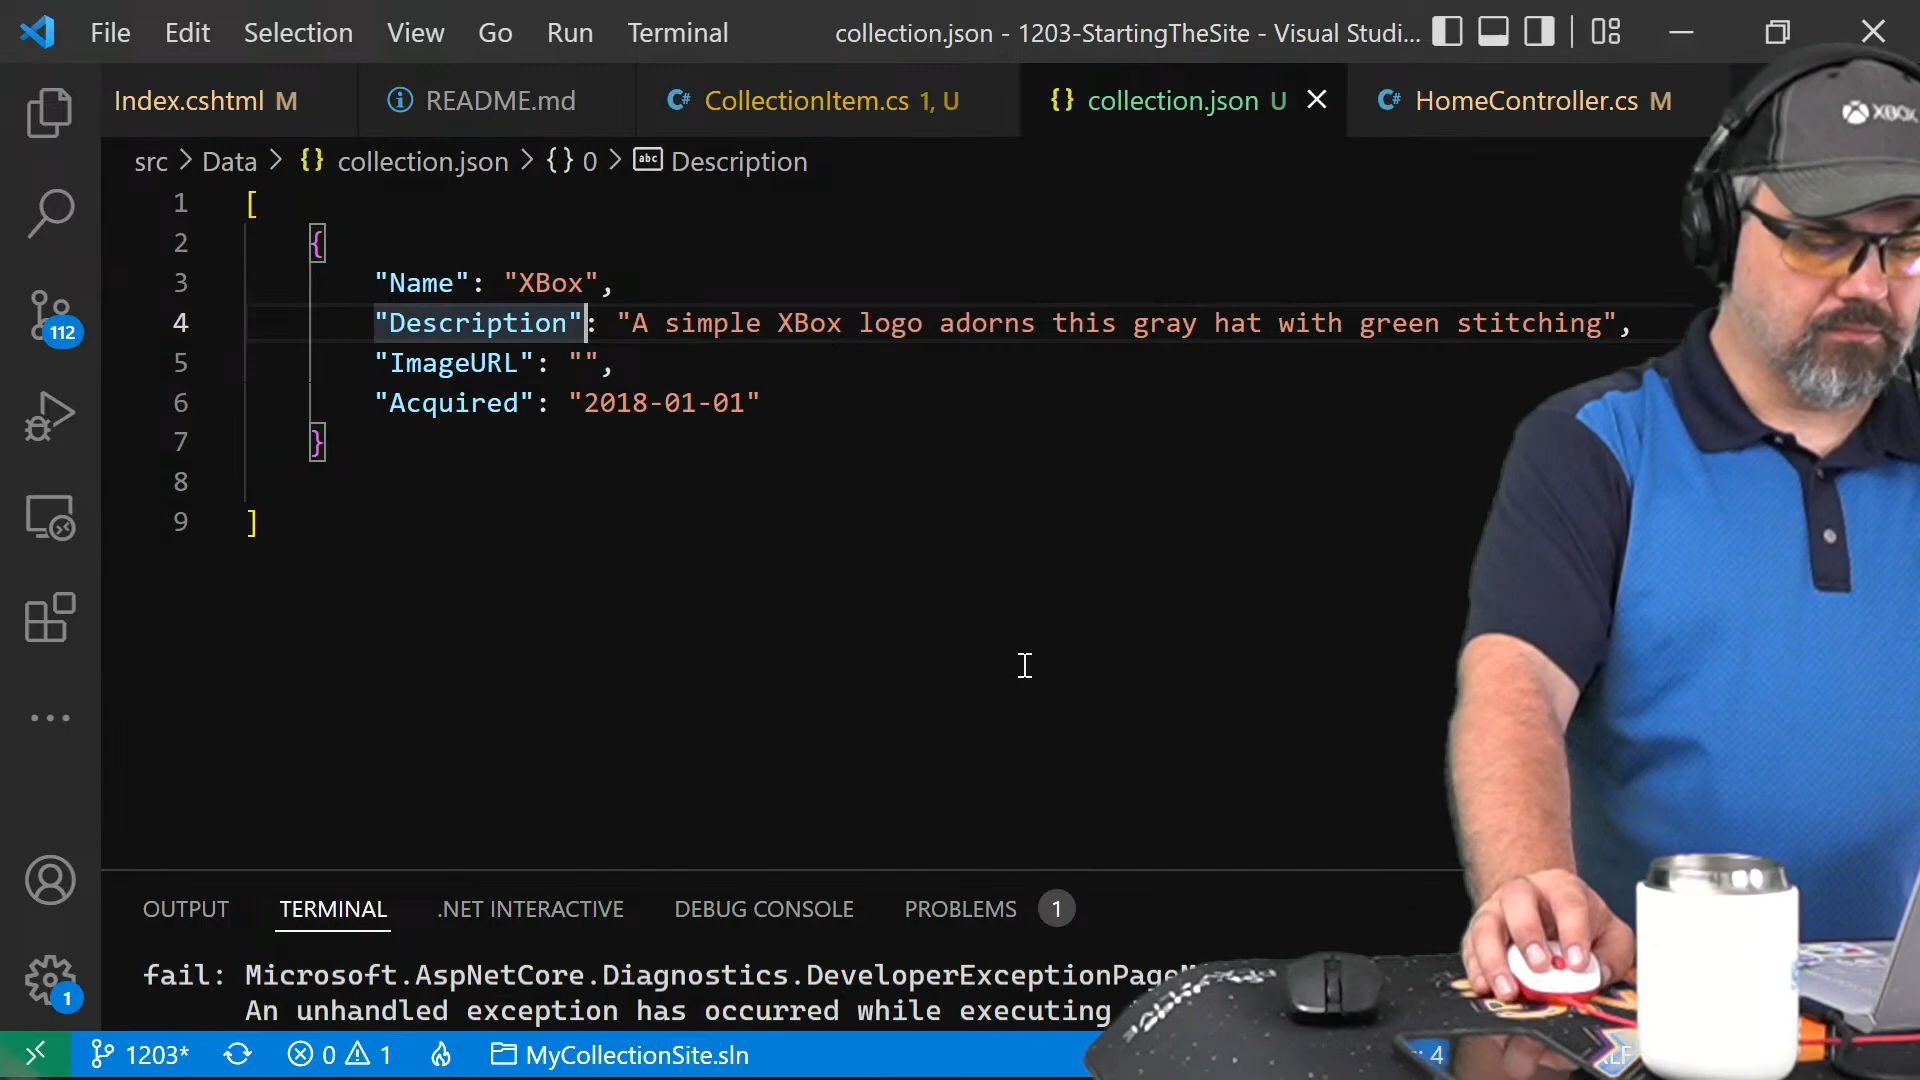 File Edit Selection View Go Run Terminal collection.json - 1203-StartingTheSite - Visual Studi...
Index.cshtml M README.md CollectionItem.cs 1, U {} collection.json U HomeController.cs M
XBOX
src > Data > {} collection.json > {} 0 > abc Description
1 [
2 {
3 "Name": "XBox",
4 "Description": "A simple XBox logo adorns this gray hat with green stitching",
5 "ImageURL": "",
6 "Acquired": "2018-01-01"
7 }
8
9 ]
112
OUTPUT TERMINAL .NET INTERACTIVE DEBUG CONSOLE PROBLEMS 1
fail: Microsoft.AspNetCore.Diagnostics.DeveloperExceptionPage
An unhandled exception has occurred while executing
1
1203* 0 1 MyCollectionSite.sln : 4 LF